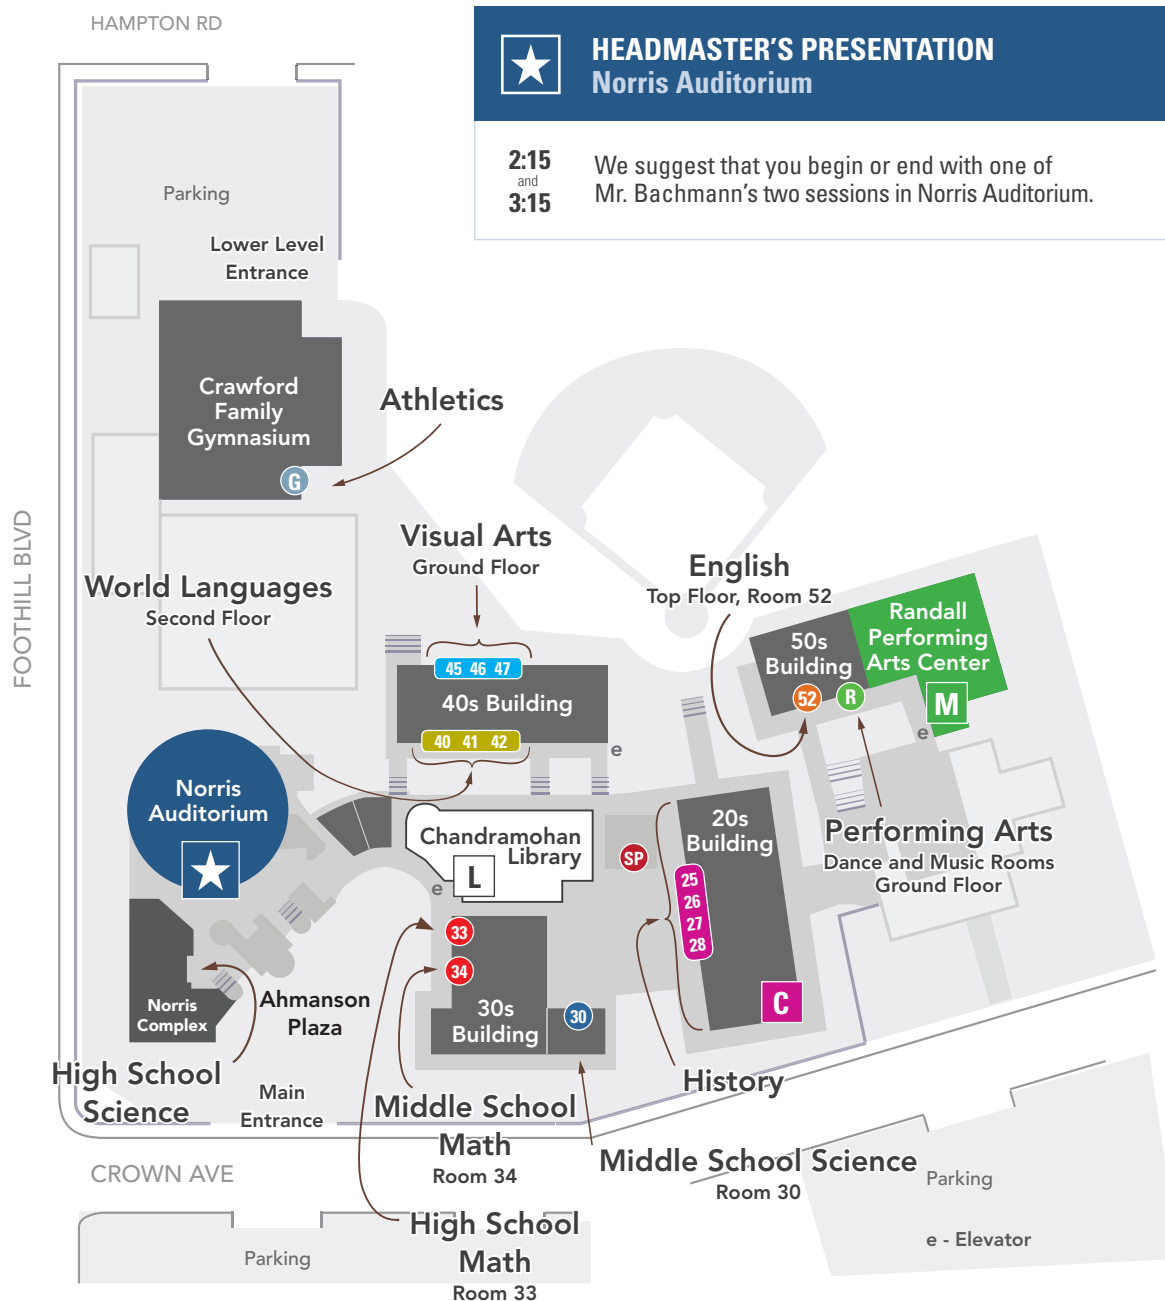 HAMPTON RD
HEADMASTER'S PRESENTATION
Norris Auditorium
2:15
and
3:15
We suggest that you begin or end with one of
Mr. Bachmann's two sessions in Norris Auditorium.
Parking
Lower Level
Entrance
Crawford
Family
Gymnasium
G
Athletics
FOOTHILL BLVD
Visual Arts
Ground Floor
World Languages
Second Floor
English
Top Floor, Room 52
45 46 47
40s Building
40 41 42
e
50s
Building
52
Randall
Performing
Arts Center
R
M
e
Norris
Auditorium
Chandramohan
Library
L
e
SP
20s
Building
25
26
27
28
C
Performing Arts
Dance and Music Rooms
Ground Floor
33
34
30s
Building
30
Norris
Complex
Ahmanson
Plaza
High School
Science
Main
Entrance
History
Middle School
Math
Room 34
Middle School Science
Room 30
CROWN AVE
High School
Math
Room 33
Parking
Parking
e - Elevator